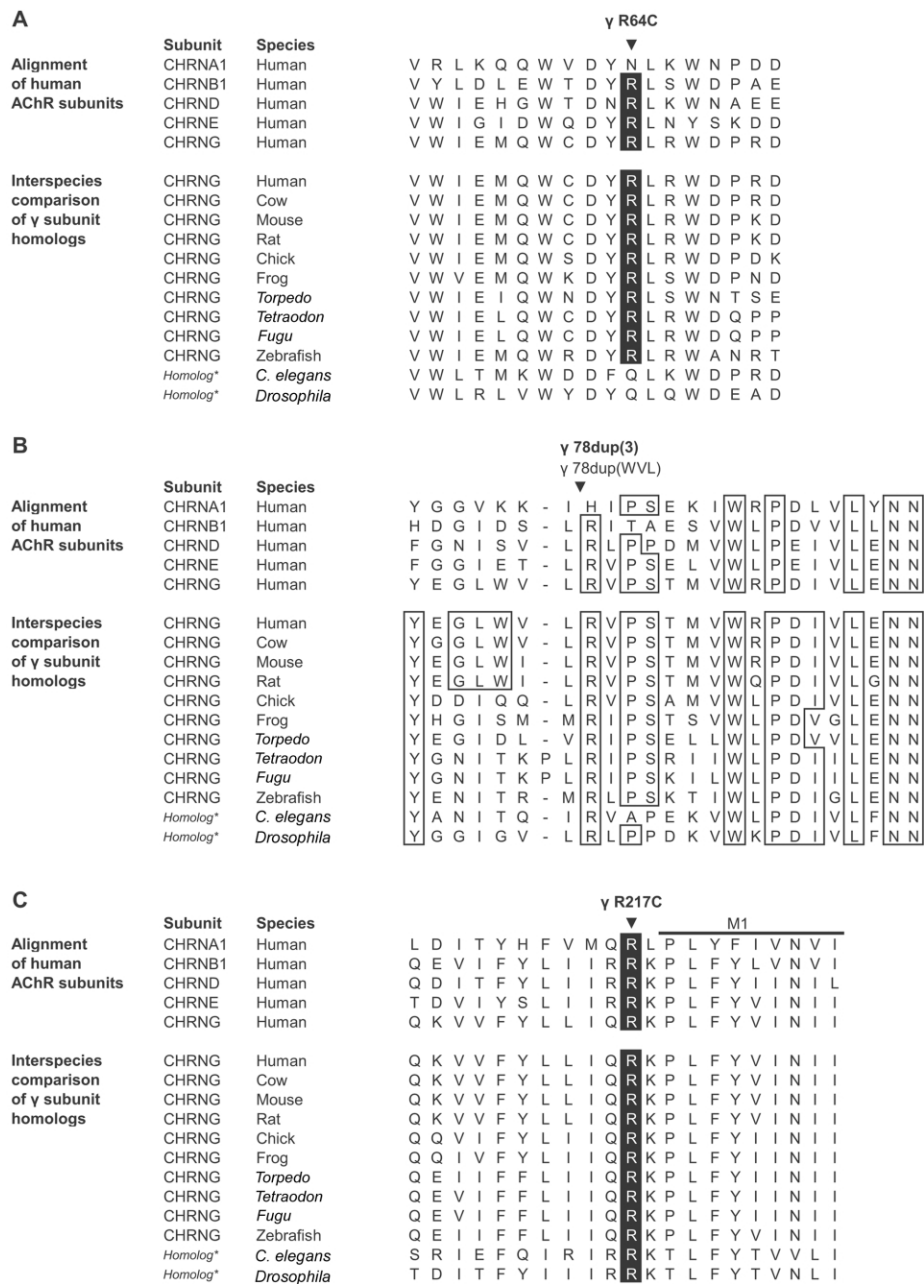 A
γ R64C
Subunit Species
Alignment CHRNA1 Human V R L K Q Q W V D Y N L K W N P D D
of human CHRNB1 Human V Y L D L E W T D Y R L S W D P A E
AChR subunits CHRND Human V W I E H G W T D N R L K W N A E E
CHRNE Human V W I G I D W Q D Y R L N Y S K D D
CHRNG Human V W I E M Q W C D Y R L R W D P R D
Interspecies CHRNG Human V W I E M Q W C D Y R L R W D P R D
comparison CHRNG Cow V W I E M Q W C D Y R L R W D P R D
of γ subunit CHRNG Mouse V W I E M Q W C D Y R L R W D P K D
homologs CHRNG Rat V W I E M Q W C D Y R L R W D P K D
CHRNG Chick V W I E M Q W S D Y R L R W D P D K
CHRNG Frog V W V E M Q W K D Y R L S W D P N D
CHRNG Torpedo V W I E I Q W N D Y R L S W N T S E
CHRNG Tetraodon V W I E L Q W C D Y R L R W D Q P P
CHRNG Fugu V W I E L Q W C D Y R L R W D Q P P
CHRNG Zebrafish V W I E M Q W R D Y R L R W A N R T
Homolog* C. elegans V W L T M K W D D F Q L K W D P R D
Homolog* Drosophila V W L R L V W Y D Y Q L Q W D E A D
B
γ 78dup(3)
γ 78dup(WVL)
Subunit Species
Alignment CHRNA1 Human Y G G V K K - I H I P S E K I W R P D L V L Y N N
of human CHRNB1 Human H D G I D S - L R I T A E S V W L P D V V L L N N
AChR subunits CHRND Human F G N I S V - L R L P P D M V W L P E I V L E N N
CHRNE Human F G G I E T - L R V P S E L V W L P E I V L E N N
CHRNG Human Y E G L W V - L R V P S T M V W R P D I V L E N N
Interspecies CHRNG Human Y E G L W V - L R V P S T M V W R P D I V L E N N
comparison CHRNG Cow Y G G L W V - L R V P S T M V W R P D I V L E N N
of γ subunit CHRNG Mouse Y E G L W I - L R V P S T M V W R P D I V L E N N
homologs CHRNG Rat Y E G L W I - L R V P S T M V W Q P D I V L G N N
CHRNG Chick Y D D I Q Q - L R V P S A M V W L P D I V L E N N
CHRNG Frog Y H G I S M - M R I P S T S V W L P D V G L E N N
CHRNG Torpedo Y E G I D L - V R I P S E L L W L P D V V L E N N
CHRNG Tetraodon Y G N I T K P L R I P S R I I W L P D I I L E N N
CHRNG Fugu Y G N I T K P L R I P S K I L W L P D I I L E N N
CHRNG Zebrafish Y E N I T R - M R L P S K T I W L P D I G L E N N
Homolog* C. elegans Y A N I T Q - I R V A P E K V W L P D I V L F N N
Homolog* Drosophila Y G G I G V - L R L P P D K V W K P D I V L F N N
C
γ R217C
Subunit Species M1
Alignment CHRNA1 Human L D I T Y H F V M Q R L P L Y F I V N V I
of human CHRNB1 Human Q E V I F Y L I I R R K P L F Y L V N V I
AChR subunits CHRND Human Q D I T F Y L I I R R K P L F Y I I N I L
CHRNE Human T D V I Y S L I I R R K P L F Y V I N I I
CHRNG Human Q K V V F Y L L I Q R K P L F Y V I N I I
Interspecies CHRNG Human Q K V V F Y L L I Q R K P L F Y V I N I I
comparison CHRNG Cow Q K V V F Y L L I Q R K P L F Y V I N I I
of γ subunit CHRNG Mouse Q K V V F Y L L I Q R K P L F Y V I N I I
homologs CHRNG Rat Q K V V F Y L L I Q R K P L F Y V I N I I
CHRNG Chick Q Q V I F Y L I I Q R K P L F Y I I N I I
CHRNG Frog Q Q I V F Y L I I Q R K P L F Y I I N I I
CHRNG Torpedo Q E I I F F L I I Q R K P L F Y I I N I I
CHRNG Tetraodon Q E V I F F L I I Q R K P L F Y I I N I I
CHRNG Fugu Q E V I F F L I I Q R K P L F Y I I N I I
CHRNG Zebrafish Q E I I F F L I I Q R K P L F Y V I N I I
Homolog* C. elegans S R I E F Q I R I R R K T L F Y T V V L I
Homolog* Drosophila T D I T F Y I I I R R K T L F Y T V N L I